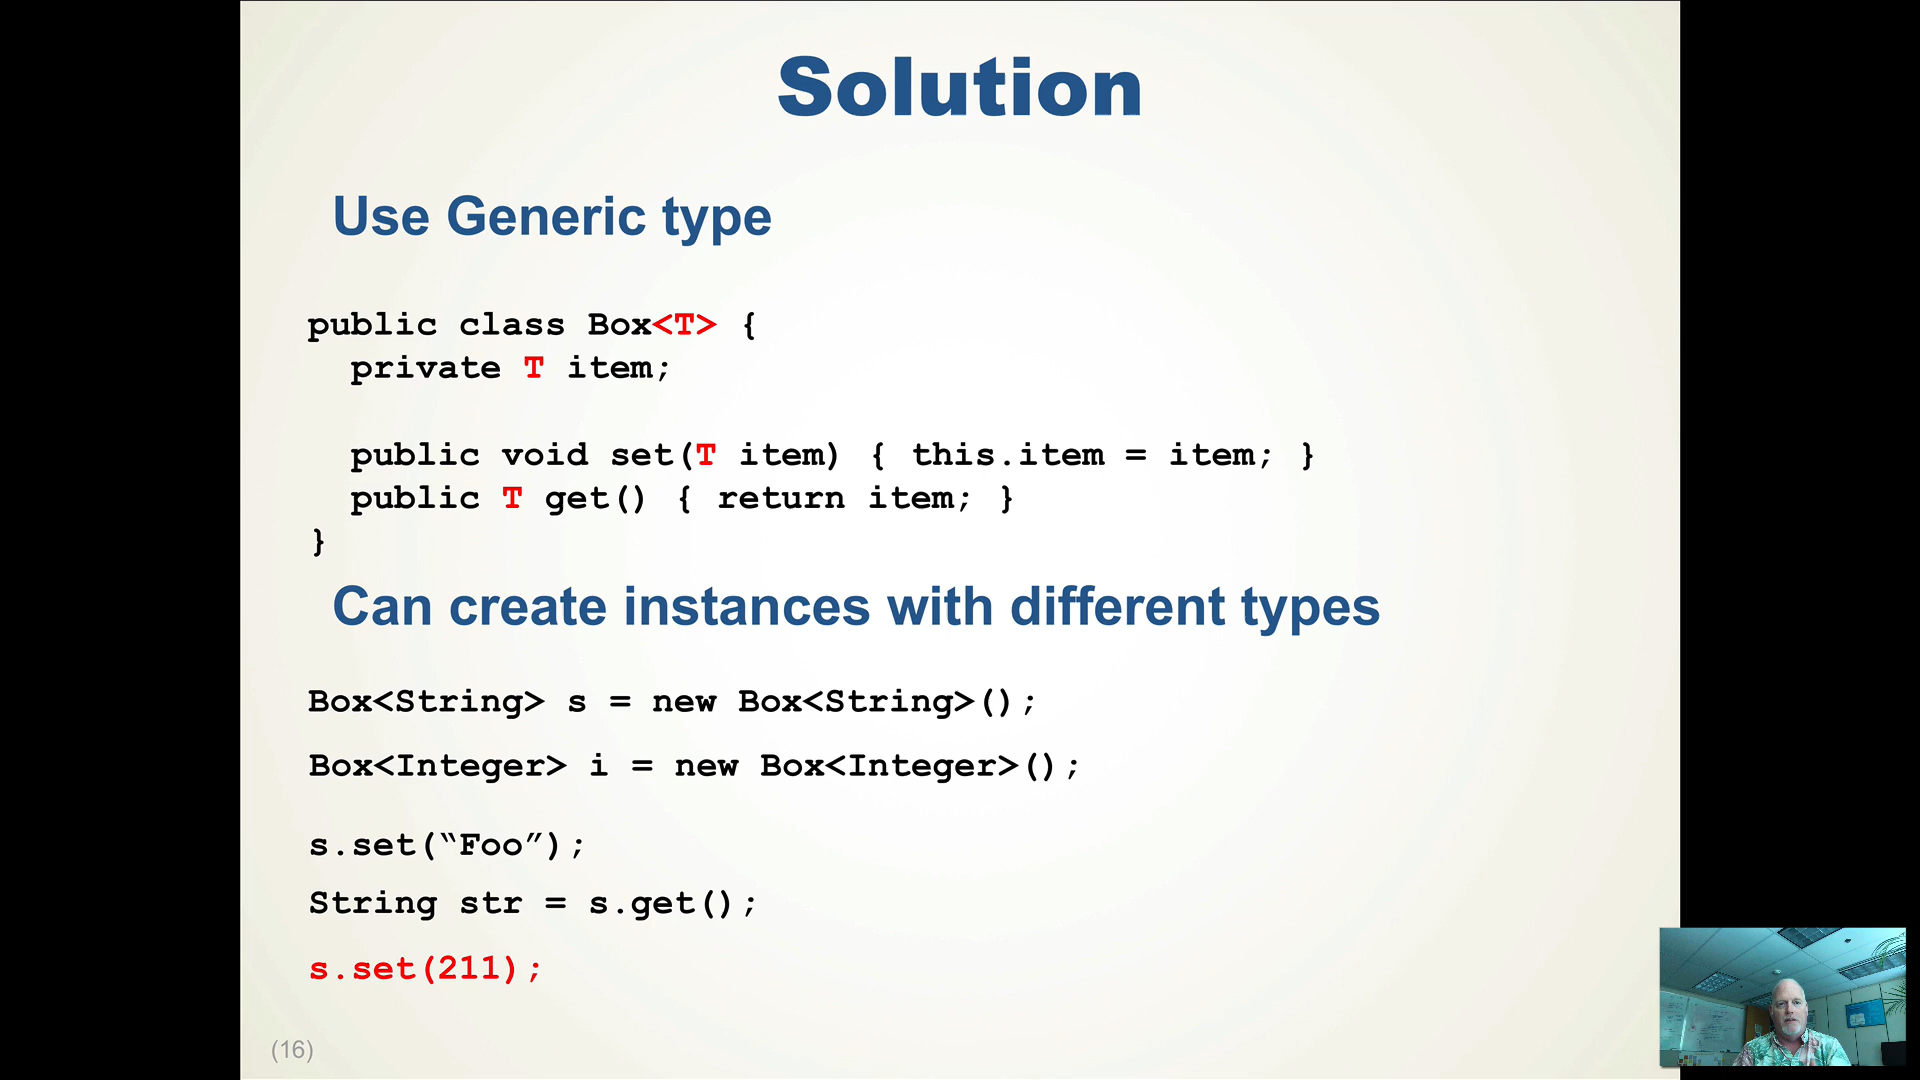 Solution
Use Generic type
public class Box<T> {
private T item;
public void set(T item) { this.item = item; }
public T get() { return item; }
}
Can create instances with different types
Box<String> s = new Box<String>();
Box<Integer> i = new Box<Integer>();
s.set(“Foo”);
String str = s.get();
s.set(211);
(16)